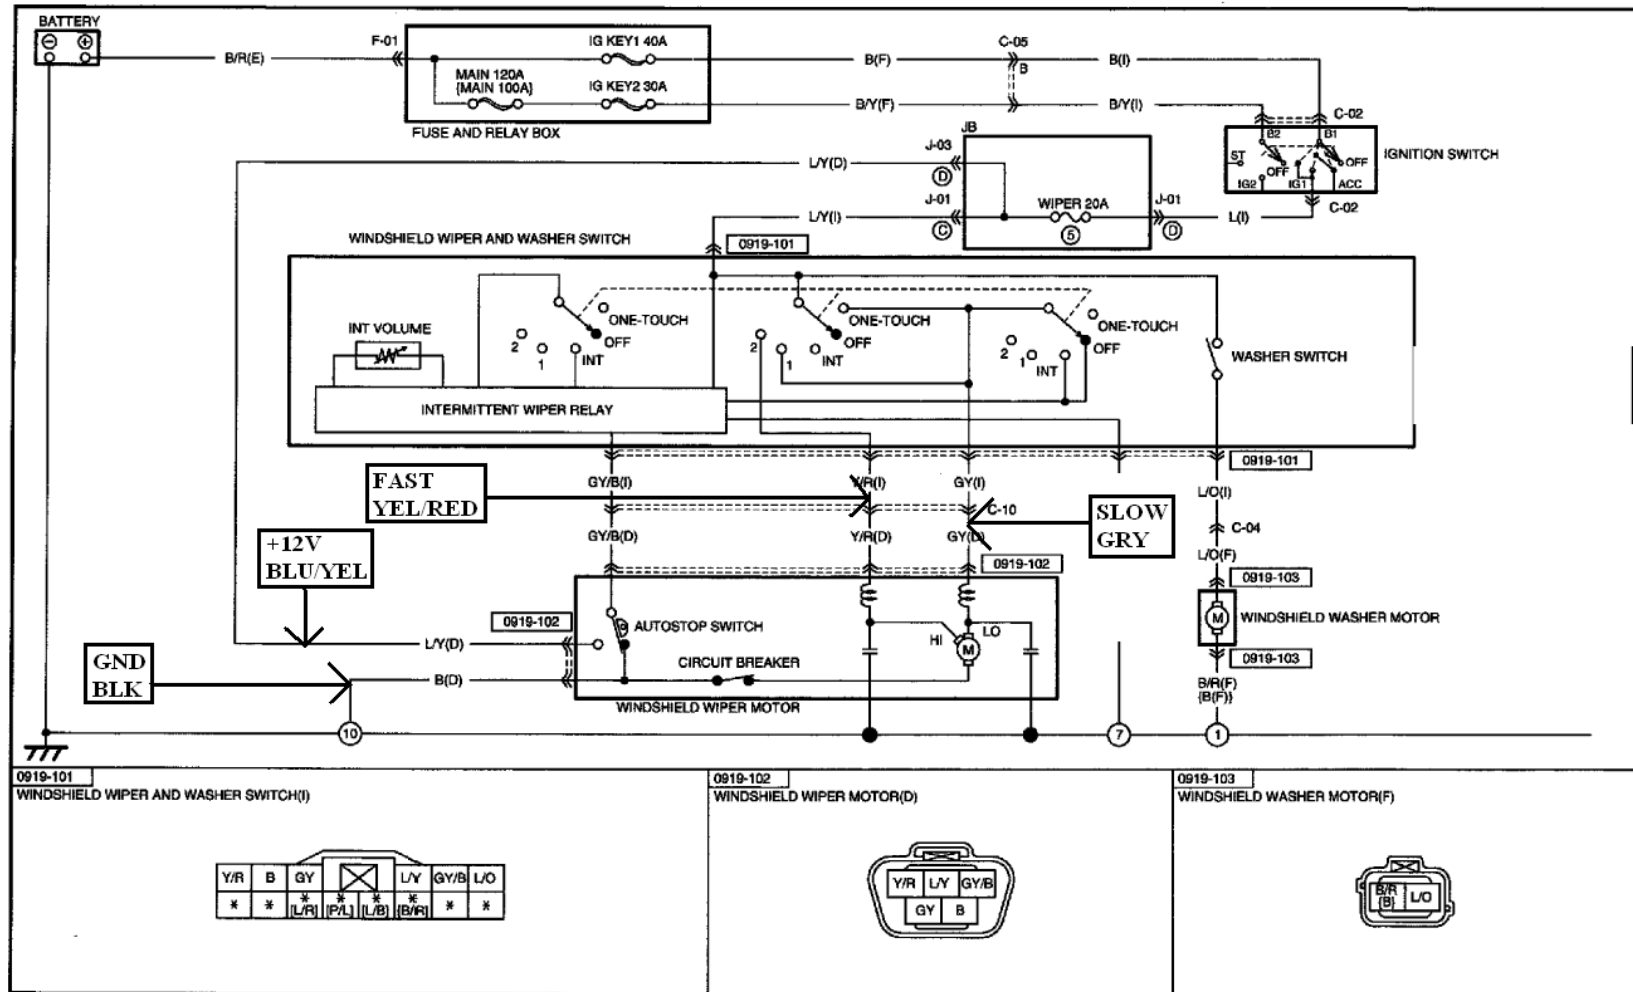 BATTERY
B/R(E)
F-01
IG KEY1 40A
MAIN 120A
{MAIN 100A}
IG KEY2 30A
FUSE AND RELAY BOX
B(F)
C-05
B
B(I)
B/Y(F)
B/Y(I)
C-02
B2
B1
ST
OFF
OFF
IG2
IG1
ACC
IGNITION SWITCH
C-02
JB
J-03
L/Y(D)
D
J-01
L/Y(I)
C
WIPER 20A
5
J-01
D
L(I)
WINDSHIELD WIPER AND WASHER SWITCH
0919-101
INT VOLUME
ONE-TOUCH
OFF
2
1
INT
ONE-TOUCH
OFF
2
1
INT
ONE-TOUCH
OFF
2
1
INT
WASHER SWITCH
INTERMITTENT WIPER RELAY
0919-101
FAST
YEL/RED
GY/B(I)
Y/R(I)
GY(I)
C-10
SLOW
GRY
L/O(I)
C-04
+12V
BLU/YEL
GY/B(D)
Y/R(D)
GY(D)
L/O(F)
0919-102
0919-103
0919-102
AUTOSTOP SWITCH
HI
LO
M
M
WINDSHIELD WASHER MOTOR
L/Y(D)
GND
BLK
CIRCUIT BREAKER
0919-103
B(D)
B/R(F)
{B(F)}
WINDSHIELD WIPER MOTOR
10
7
1
0919-101
WINDSHIELD WIPER AND WASHER SWITCH(I)
Y/R B GY L/Y GY/B L/O
* * * * * * * *
[L/R] [P/L] [L/B] {B/R}
0919-102
WINDSHIELD WIPER MOTOR(D)
Y/R L/Y GY/B
GY B
0919-103
WINDSHIELD WASHER MOTOR(F)
B/R
{B}
L/O